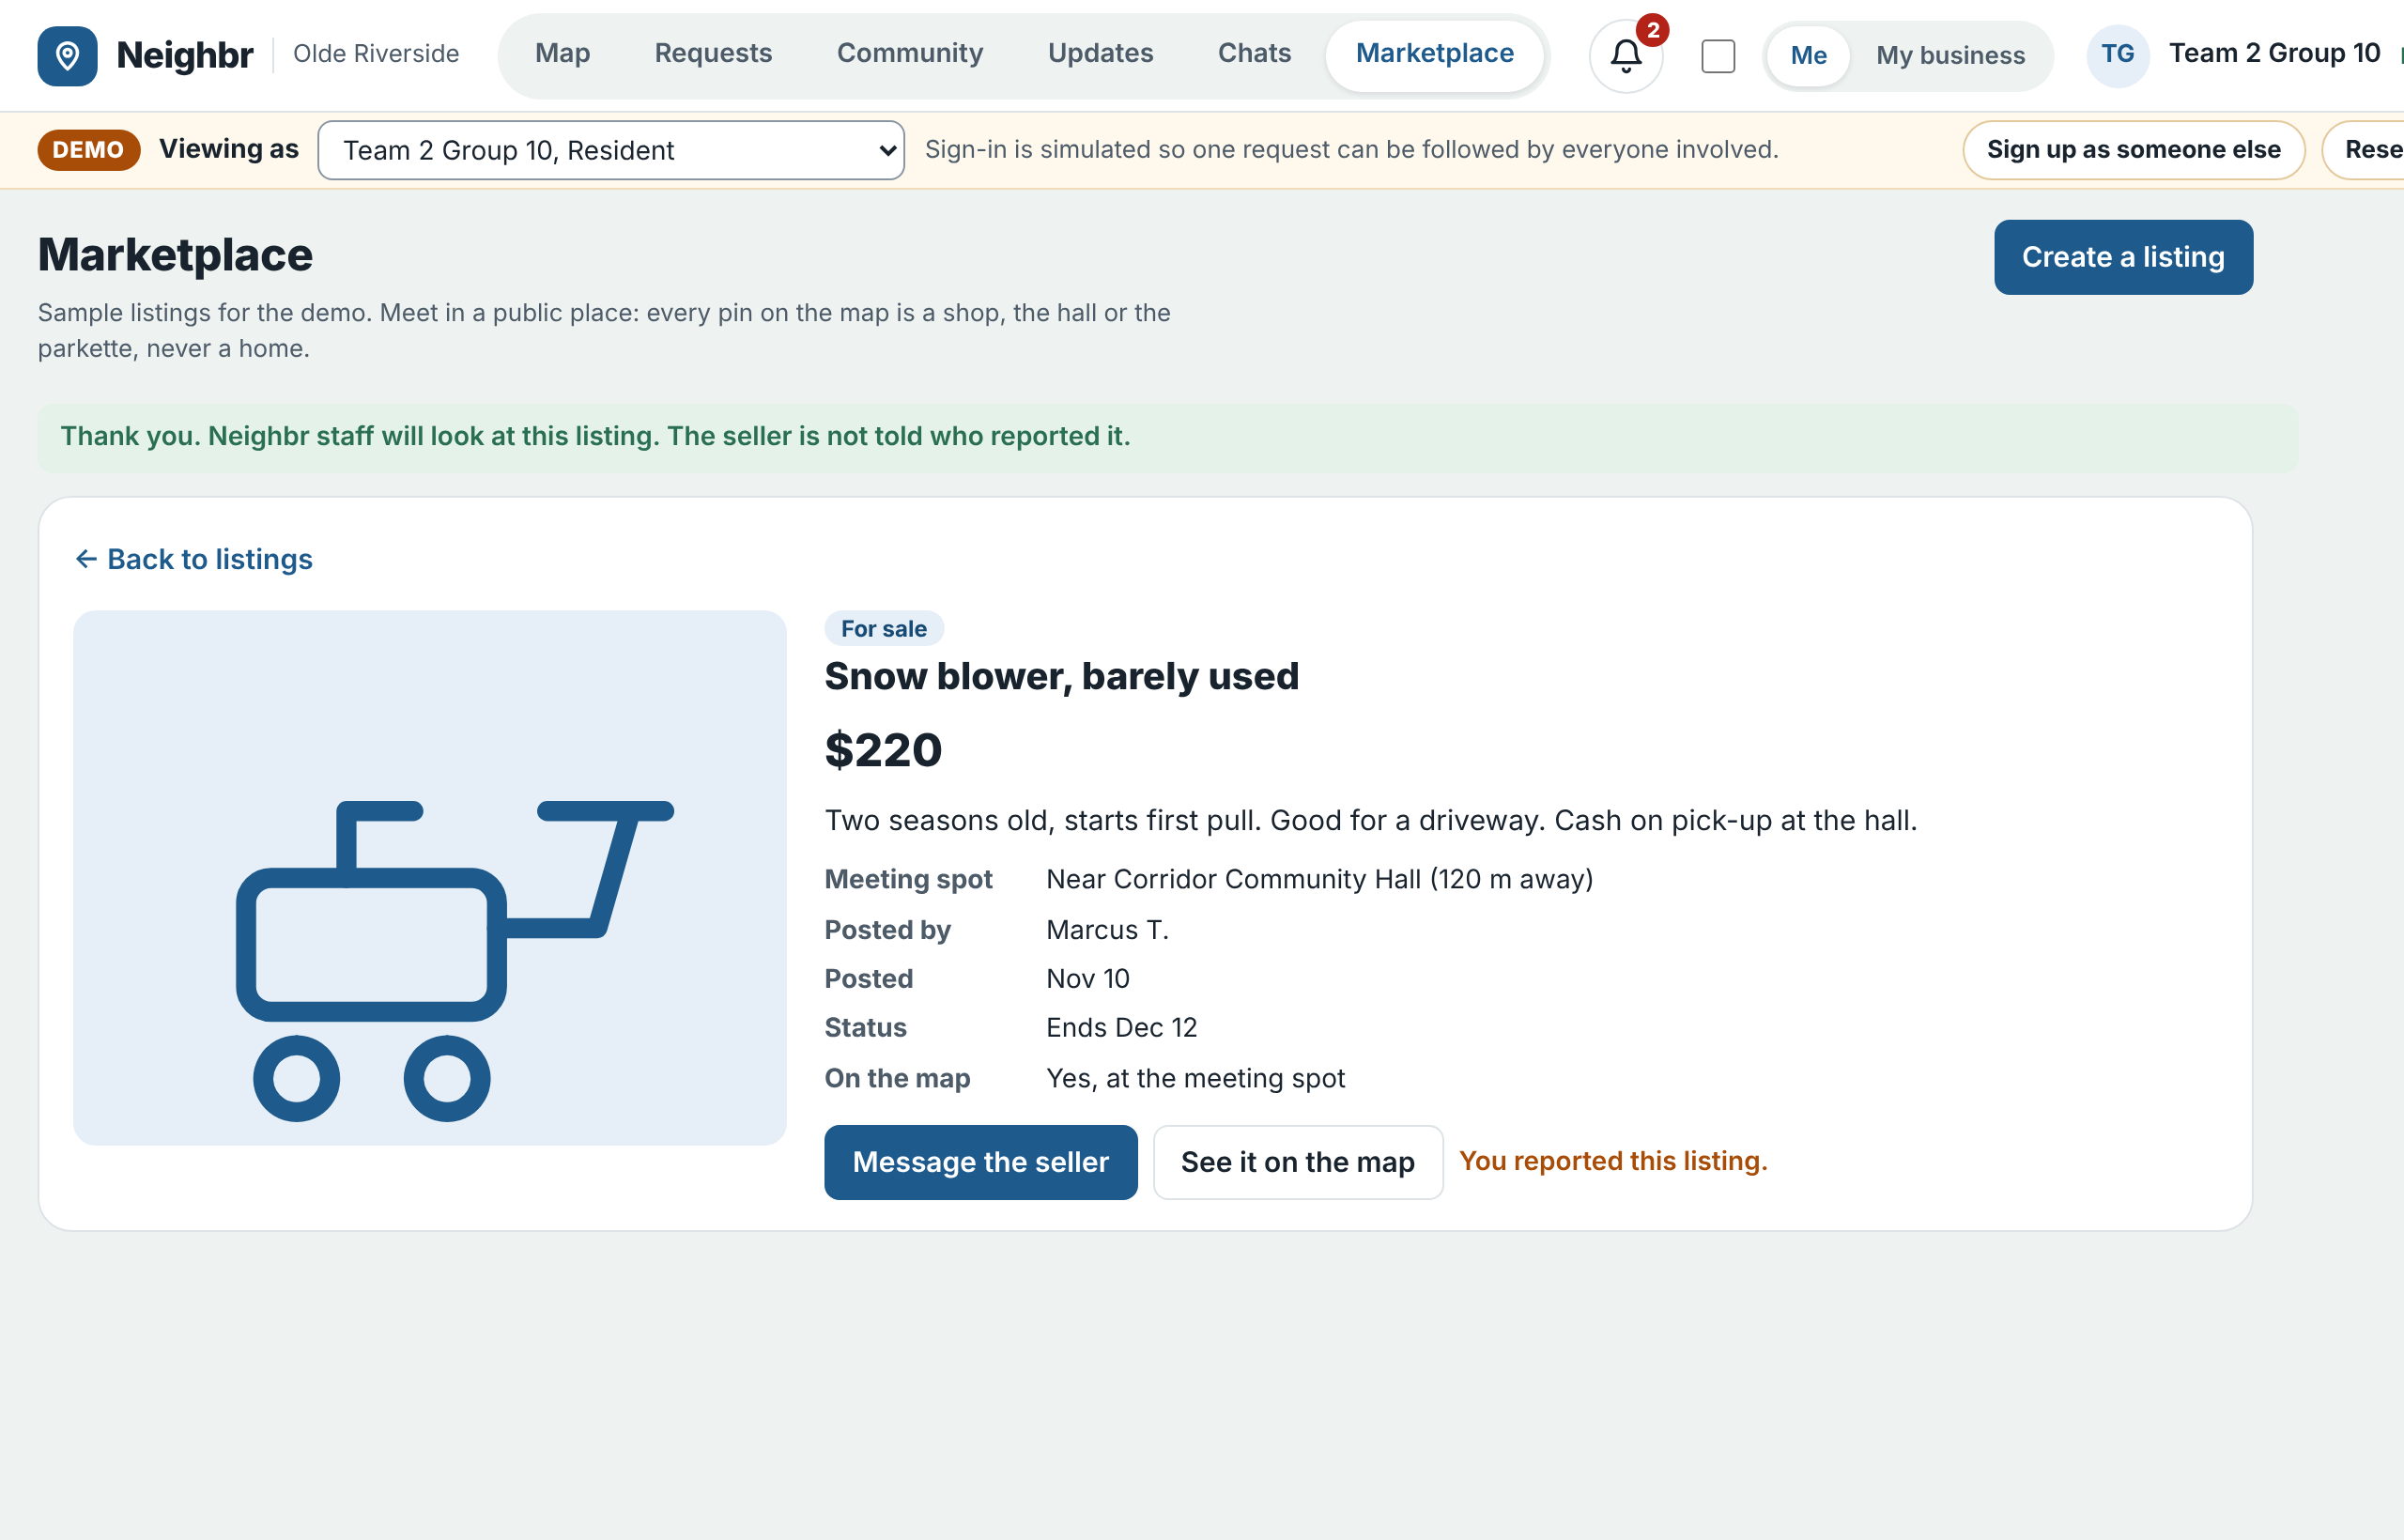 Neighbr
Olde Riverside
Map
Requests
Community
Updates
Chats
Marketplace
2
Me
My business
TG
Team 2 Group 10
DEMO
Viewing as
Team 2 Group 10, Resident
Sign-in is simulated so one request can be followed by everyone involved.
Sign up as someone else
Rese
Marketplace
Create a listing
Sample listings for the demo. Meet in a public place: every pin on the map is a shop, the hall or the
parkette, never a home.
Thank you. Neighbr staff will look at this listing. The seller is not told who reported it.
← Back to listings
For sale
Snow blower, barely used
$220
Two seasons old, starts first pull. Good for a driveway. Cash on pick-up at the hall.
Meeting spot Near Corridor Community Hall (120 m away)
Posted by Marcus T.
Posted Nov 10
Status Ends Dec 12
On the map Yes, at the meeting spot
Message the seller
See it on the map
You reported this listing.